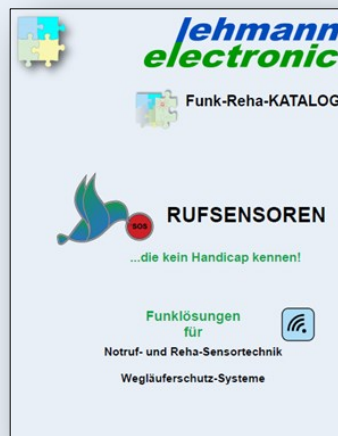 lehmann
electronic
Funk-Reha-KATALOG
SOS
RUFSENSOREN
...die kein Handicap kennen!
Funklösungen
für
Notruf- und Reha-Sensortechnik
Wegläuferschutz-Systeme